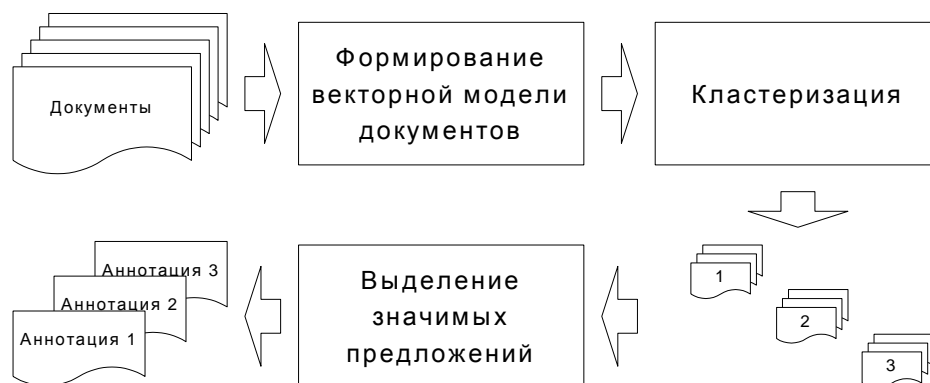 Документы
Формирование
векторной модели
документов
Кластеризация
1
2
3
Выделение
значимых
предложений
Аннотация 3
Аннотация 2
Аннотация 1